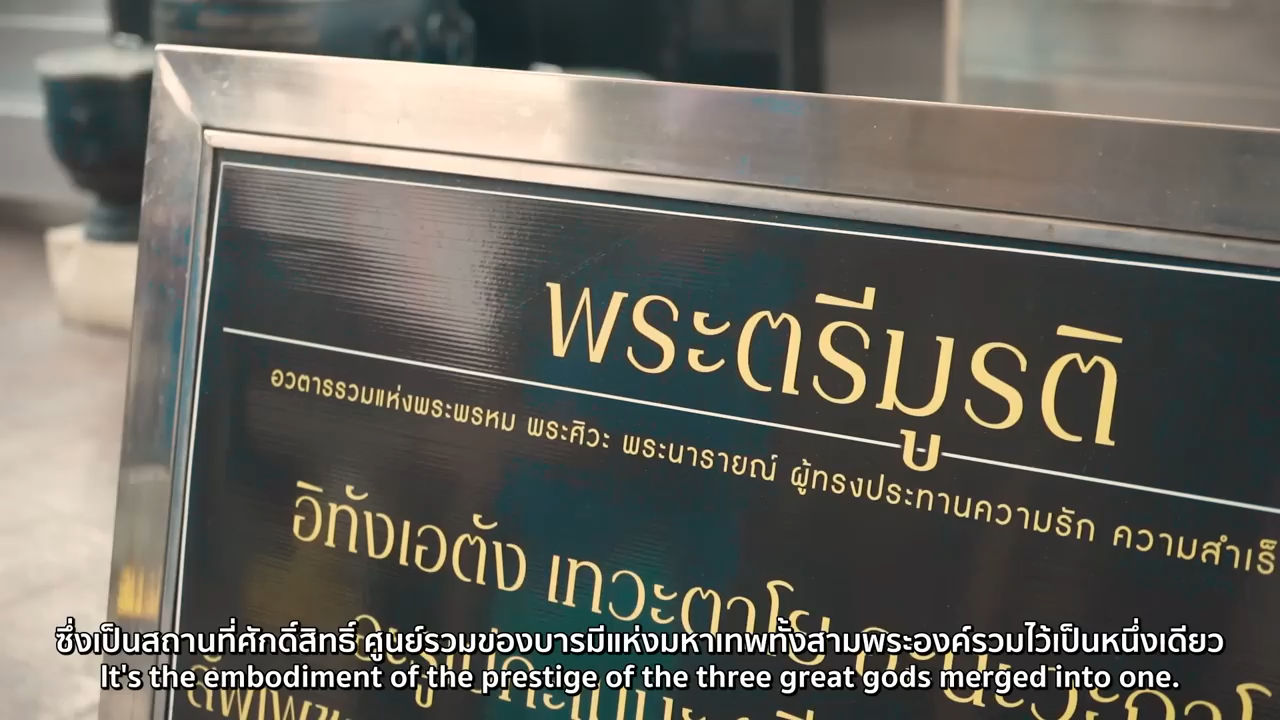 พระตรีมูรติ
อวตารรวมแห่งพระพรหม พระศิวะ พระนารายณ์ ผู้ทรงประทานความรัก ความสำเร็
อิทังเอตัง เทวะตาโย
ซึ่งเป็นสถานที่ศักดิ์สิทธิ์ ศูนย์รวมของบารมีแห่งมหาเทพทั้งสามพระองค์รวมไว้เป็นหนึ่งเดียว
It's the embodiment of the prestige of the three great gods merged into one.